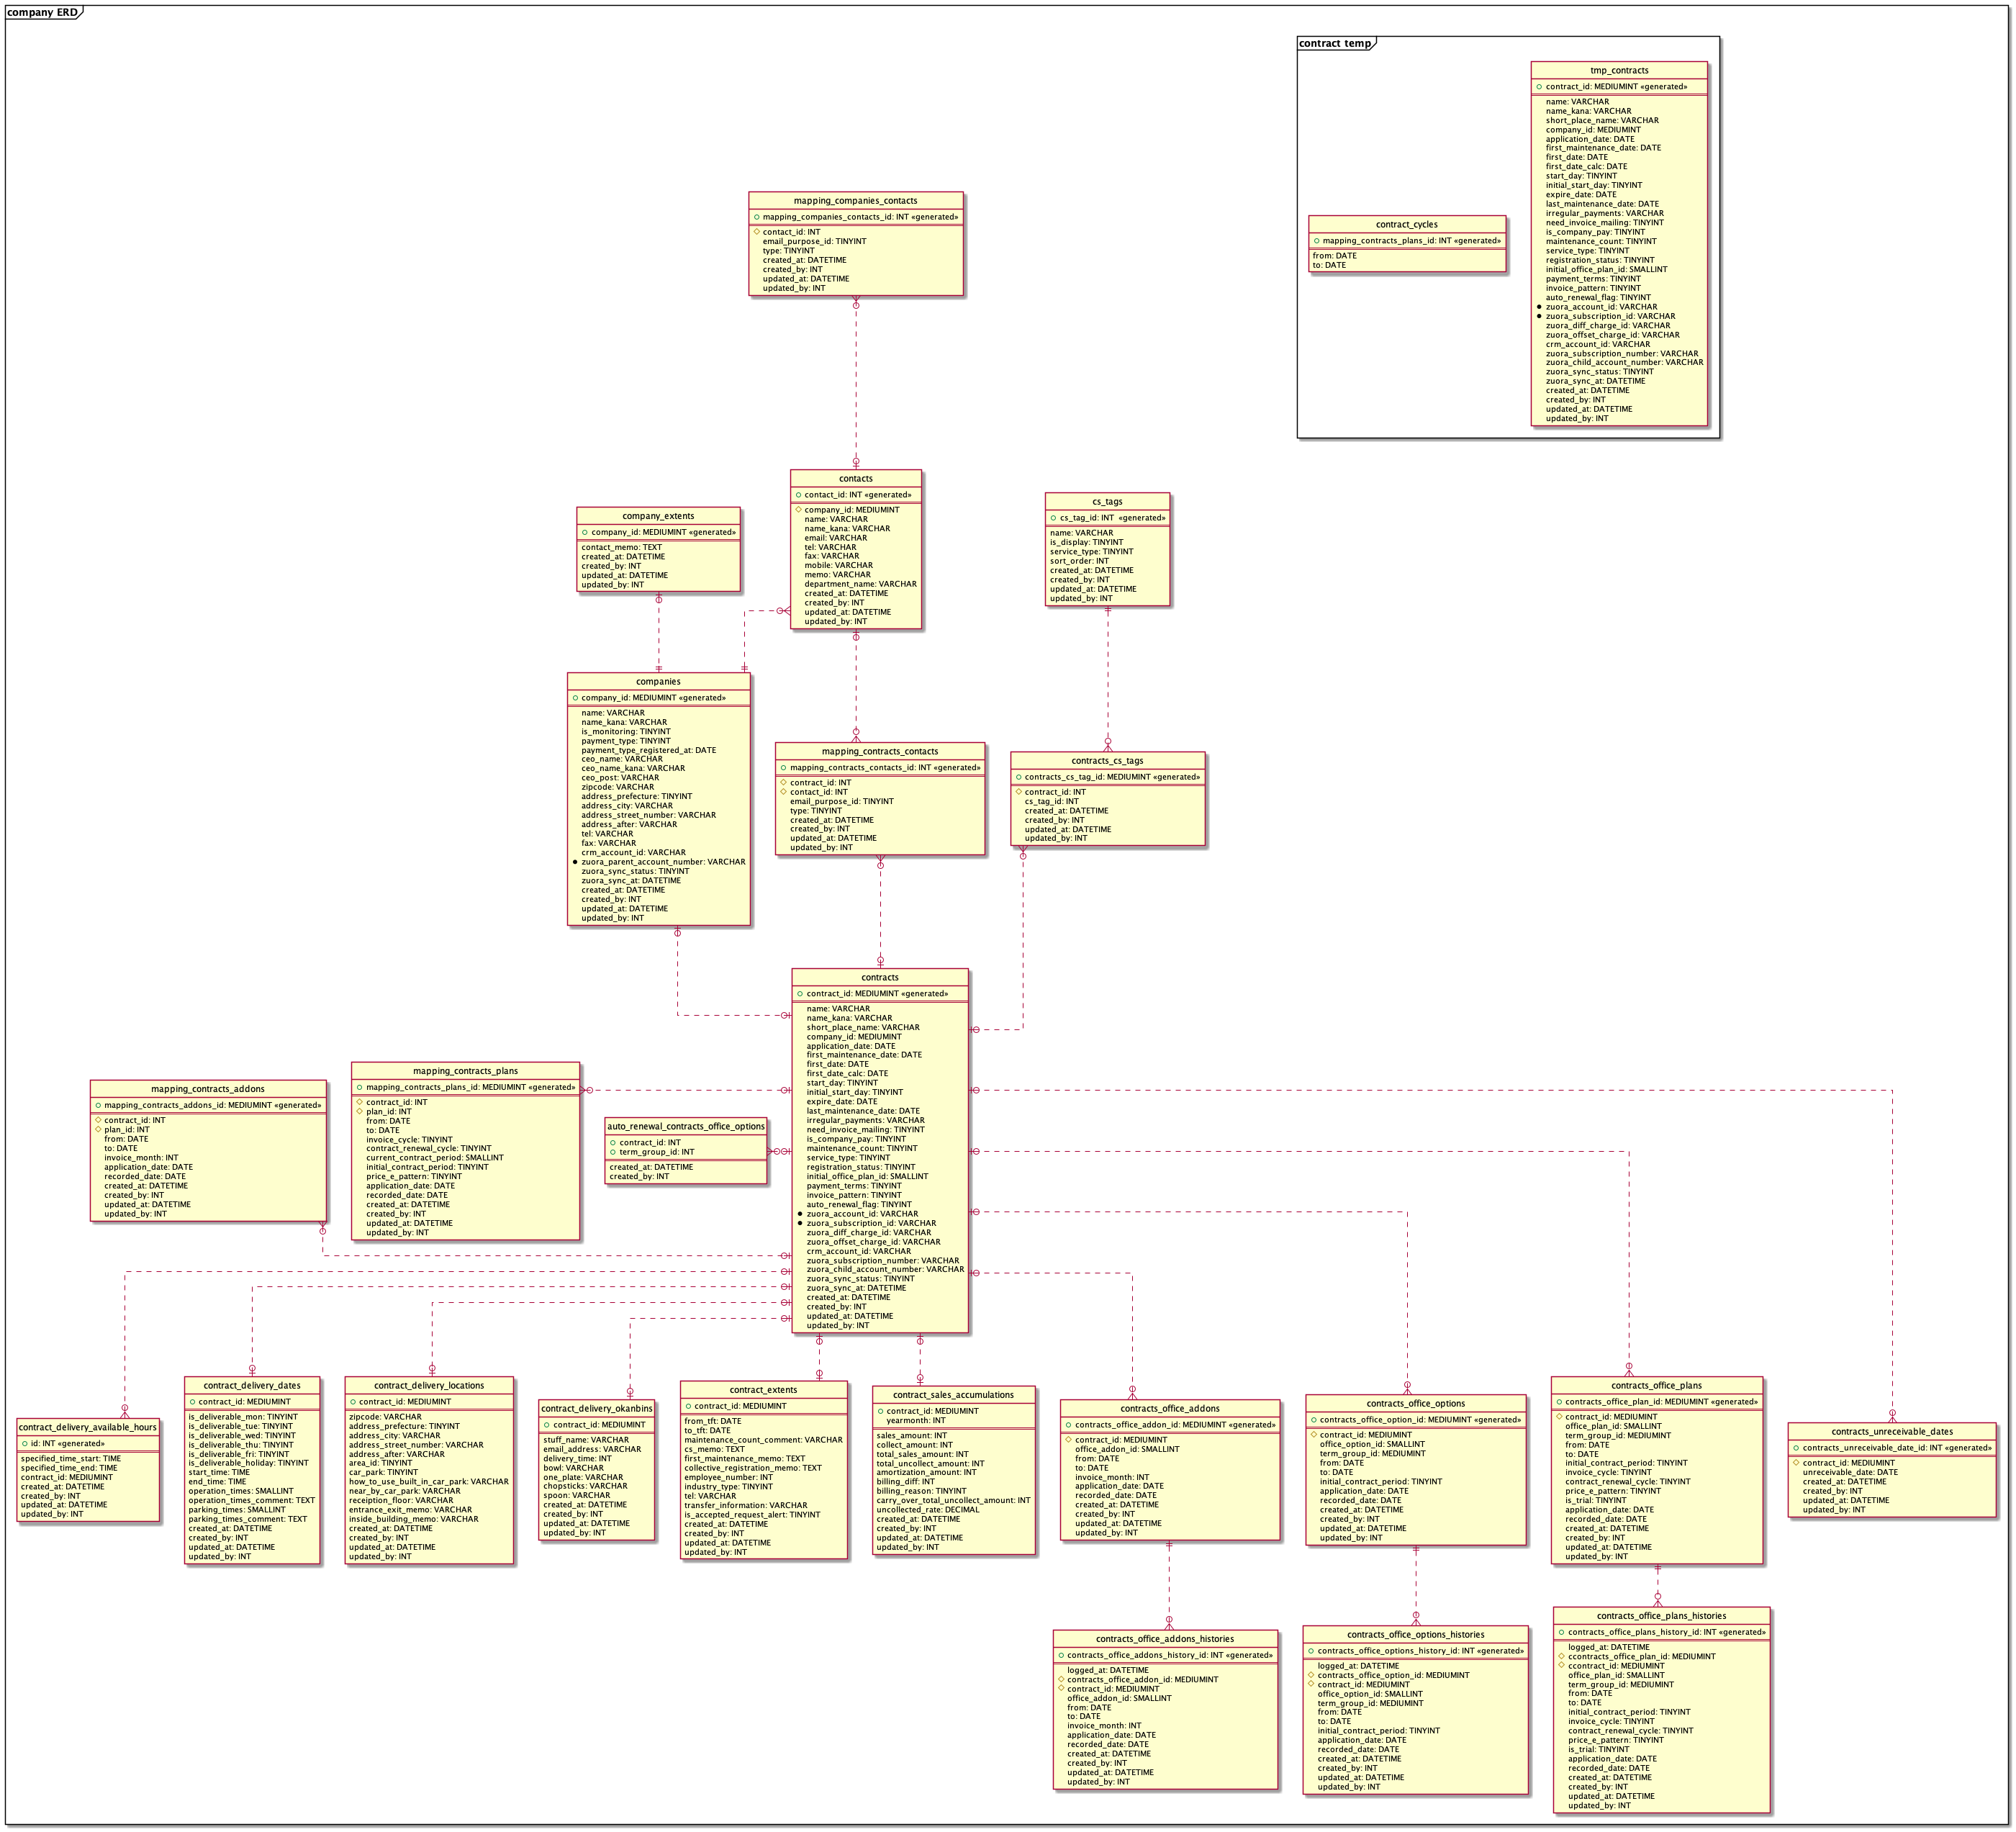 company ERD
contract temp
tmp_contracts
contract_id: MEDIUMINT «generated»
name: VARCHAR
name_kana: VARCHAR
short_place_name: VARCHAR
company_id: MEDIUMINT
application_date: DATE
first_maintenance_date: DATE
first_date: DATE
first_date_calc: DATE
start_day: TINYINT
initial_start_day: TINYINT
expire_date: DATE
last_maintenance_date: DATE
irregular_payments: VARCHAR
need_invoice_mailing: TINYINT
is_company_pay: TINYINT
maintenance_count: TINYINT
service_type: TINYINT
registration_status: TINYINT
initial_office_plan_id: SMALLINT
payment_terms: TINYINT
invoice_pattern: TINYINT
auto_renewal_flag: TINYINT
zuora_account_id: VARCHAR
zuora_subscription_id: VARCHAR
zuora_diff_charge_id: VARCHAR
zuora_offset_charge_id: VARCHAR
crm_account_id: VARCHAR
zuora_subscription_number: VARCHAR
zuora_child_account_number: VARCHAR
zuora_sync_status: TINYINT
zuora_sync_at: DATETIME
created_at: DATETIME
created_by: INT
updated_at: DATETIME
updated_by: INT
contract_cycles
mapping_contracts_plans_id: INT «generated»
from: DATE
to: DATE
mapping_companies_contacts
mapping_companies_contacts_id: INT «generated»
contact_id: INT
email_purpose_id: TINYINT
type: TINYINT
created_at: DATETIME
created_by: INT
updated_at: DATETIME
updated_by: INT
contacts
contact_id: INT «generated»
company_id: MEDIUMINT
name: VARCHAR
name_kana: VARCHAR
email: VARCHAR
tel: VARCHAR
fax: VARCHAR
mobile: VARCHAR
memo: VARCHAR
department_name: VARCHAR
created_at: DATETIME
created_by: INT
updated_at: DATETIME
updated_by: INT
cs_tags
cs_tag_id: INT «generated»
name: VARCHAR
is_display: TINYINT
service_type: TINYINT
sort_order: INT
created_at: DATETIME
created_by: INT
updated_at: DATETIME
updated_by: INT
company_extents
company_id: MEDIUMINT «generated»
contact_memo: TEXT
created_at: DATETIME
created_by: INT
updated_at: DATETIME
updated_by: INT
companies
company_id: MEDIUMINT «generated»
name: VARCHAR
name_kana: VARCHAR
is_monitoring: TINYINT
payment_type: TINYINT
payment_type_registered_at: DATE
ceo_name: VARCHAR
ceo_name_kana: VARCHAR
ceo_post: VARCHAR
zipcode: VARCHAR
address_prefecture: TINYINT
address_city: VARCHAR
address_street_number: VARCHAR
address_after: VARCHAR
tel: VARCHAR
fax: VARCHAR
crm_account_id: VARCHAR
zuora_parent_account_number: VARCHAR
zuora_sync_status: TINYINT
zuora_sync_at: DATETIME
created_at: DATETIME
created_by: INT
updated_at: DATETIME
updated_by: INT
mapping_contracts_contacts
mapping_contracts_contacts_id: INT «generated»
contract_id: INT
contact_id: INT
email_purpose_id: TINYINT
type: TINYINT
created_at: DATETIME
created_by: INT
updated_at: DATETIME
updated_by: INT
contracts_cs_tags
contracts_cs_tag_id: MEDIUMINT «generated»
contract_id: INT
cs_tag_id: INT
created_at: DATETIME
created_by: INT
updated_at: DATETIME
updated_by: INT
contracts
contract_id: MEDIUMINT «generated»
name: VARCHAR
name_kana: VARCHAR
short_place_name: VARCHAR
company_id: MEDIUMINT
application_date: DATE
first_maintenance_date: DATE
first_date: DATE
first_date_calc: DATE
start_day: TINYINT
initial_start_day: TINYINT
expire_date: DATE
last_maintenance_date: DATE
irregular_payments: VARCHAR
need_invoice_mailing: TINYINT
is_company_pay: TINYINT
maintenance_count: TINYINT
service_type: TINYINT
registration_status: TINYINT
initial_office_plan_id: SMALLINT
payment_terms: TINYINT
invoice_pattern: TINYINT
auto_renewal_flag: TINYINT
zuora_account_id: VARCHAR
zuora_subscription_id: VARCHAR
zuora_diff_charge_id: VARCHAR
zuora_offset_charge_id: VARCHAR
crm_account_id: VARCHAR
zuora_subscription_number: VARCHAR
zuora_child_account_number: VARCHAR
zuora_sync_status: TINYINT
zuora_sync_at: DATETIME
created_at: DATETIME
created_by: INT
updated_at: DATETIME
updated_by: INT
mapping_contracts_addons
mapping_contracts_addons_id: MEDIUMINT «generated»
contract_id: INT
plan_id: INT
from: DATE
to: DATE
invoice_month: INT
application_date: DATE
recorded_date: DATE
created_at: DATETIME
created_by: INT
updated_at: DATETIME
updated_by: INT
mapping_contracts_plans
mapping_contracts_plans_id: MEDIUMINT «generated»
contract_id: INT
plan_id: INT
from: DATE
to: DATE
invoice_cycle: TINYINT
contract_renewal_cycle: TINYINT
current_contract_period: SMALLINT
initial_contract_period: TINYINT
price_e_pattern: TINYINT
application_date: DATE
recorded_date: DATE
created_at: DATETIME
created_by: INT
updated_at: DATETIME
updated_by: INT
auto_renewal_contracts_office_options
contract_id: INT
term_group_id: INT
created_at: DATETIME
created_by: INT
contract_delivery_available_hours
id: INT «generated»
specified_time_start: TIME
specified_time_end: TIME
contract_id: MEDIUMINT
created_at: DATETIME
created_by: INT
updated_at: DATETIME
updated_by: INT
contract_delivery_dates
contract_id: MEDIUMINT
is_deliverable_mon: TINYINT
is_deliverable_tue: TINYINT
is_deliverable_wed: TINYINT
is_deliverable_thu: TINYINT
is_deliverable_fri: TINYINT
is_deliverable_holiday: TINYINT
start_time: TIME
end_time: TIME
operation_times: SMALLINT
operation_times_comment: TEXT
parking_times: SMALLINT
parking_times_comment: TEXT
created_at: DATETIME
created_by: INT
updated_at: DATETIME
updated_by: INT
contract_delivery_locations
contract_id: MEDIUMINT
zipcode: VARCHAR
address_prefecture: TINYINT
address_city: VARCHAR
address_street_number: VARCHAR
address_after: VARCHAR
area_id: TINYINT
car_park: TINYINT
how_to_use_built_in_car_park: VARCHAR
near_by_car_park: VARCHAR
receiption_floor: VARCHAR
entrance_exit_memo: VARCHAR
inside_building_memo: VARCHAR
created_at: DATETIME
created_by: INT
updated_at: DATETIME
updated_by: INT
contract_delivery_okanbins
contract_id: MEDIUMINT
stuff_name: VARCHAR
email_address: VARCHAR
delivery_time: INT
bowl: VARCHAR
one_plate: VARCHAR
chopsticks: VARCHAR
spoon: VARCHAR
created_at: DATETIME
created_by: INT
updated_at: DATETIME
updated_by: INT
contract_extents
contract_id: MEDIUMINT
from_tft: DATE
to_tft: DATE
maintenance_count_comment: VARCHAR
cs_memo: TEXT
first_maintenance_memo: TEXT
collective_registration_memo: TEXT
employee_number: INT
industry_type: TINYINT
tel: VARCHAR
transfer_information: VARCHAR
is_accepted_request_alert: TINYINT
created_at: DATETIME
created_by: INT
updated_at: DATETIME
updated_by: INT
contract_sales_accumulations
contract_id: MEDIUMINT
yearmonth: INT
sales_amount: INT
collect_amount: INT
total_sales_amount: INT
total_uncollect_amount: INT
amortization_amount: INT
billing_diff: INT
billing_reason: TINYINT
carry_over_total_uncollect_amount: INT
uncollected_rate: DECIMAL
created_at: DATETIME
created_by: INT
updated_at: DATETIME
updated_by: INT
contracts_office_addons
contracts_office_addon_id: MEDIUMINT «generated»
contract_id: MEDIUMINT
office_addon_id: SMALLINT
from: DATE
to: DATE
invoice_month: INT
application_date: DATE
recorded_date: DATE
created_at: DATETIME
created_by: INT
updated_at: DATETIME
updated_by: INT
contracts_office_options
contracts_office_option_id: MEDIUMINT «generated»
contract_id: MEDIUMINT
office_option_id: SMALLINT
term_group_id: MEDIUMINT
from: DATE
to: DATE
initial_contract_period: TINYINT
application_date: DATE
recorded_date: DATE
created_at: DATETIME
created_by: INT
updated_at: DATETIME
updated_by: INT
contracts_office_plans
contracts_office_plan_id: MEDIUMINT «generated»
contract_id: MEDIUMINT
office_plan_id: SMALLINT
term_group_id: MEDIUMINT
from: DATE
to: DATE
initial_contract_period: TINYINT
invoice_cycle: TINYINT
contract_renewal_cycle: TINYINT
price_e_pattern: TINYINT
is_trial: TINYINT
application_date: DATE
recorded_date: DATE
created_at: DATETIME
created_by: INT
updated_at: DATETIME
updated_by: INT
contracts_unreceivable_dates
contracts_unreceivable_date_id: INT «generated»
contract_id: MEDIUMINT
unreceivable_date: DATE
created_at: DATETIME
created_by: INT
updated_at: DATETIME
updated_by: INT
contracts_office_addons_histories
contracts_office_addons_history_id: INT «generated»
logged_at: DATETIME
contracts_office_addon_id: MEDIUMINT
contract_id: MEDIUMINT
office_addon_id: SMALLINT
from: DATE
to: DATE
invoice_month: INT
application_date: DATE
recorded_date: DATE
created_at: DATETIME
created_by: INT
updated_at: DATETIME
updated_by: INT
contracts_office_options_histories
contracts_office_options_history_id: INT «generated»
logged_at: DATETIME
contracts_office_option_id: MEDIUMINT
contract_id: MEDIUMINT
office_option_id: SMALLINT
term_group_id: MEDIUMINT
from: DATE
to: DATE
initial_contract_period: TINYINT
application_date: DATE
recorded_date: DATE
created_at: DATETIME
created_by: INT
updated_at: DATETIME
updated_by: INT
contracts_office_plans_histories
contracts_office_plans_history_id: INT «generated»
logged_at: DATETIME
ccontracts_office_plan_id: MEDIUMINT
ccontract_id: MEDIUMINT
office_plan_id: SMALLINT
term_group_id: MEDIUMINT
from: DATE
to: DATE
initial_contract_period: TINYINT
invoice_cycle: TINYINT
contract_renewal_cycle: TINYINT
price_e_pattern: TINYINT
is_trial: TINYINT
application_date: DATE
recorded_date: DATE
created_at: DATETIME
created_by: INT
updated_at: DATETIME
updated_by: INT